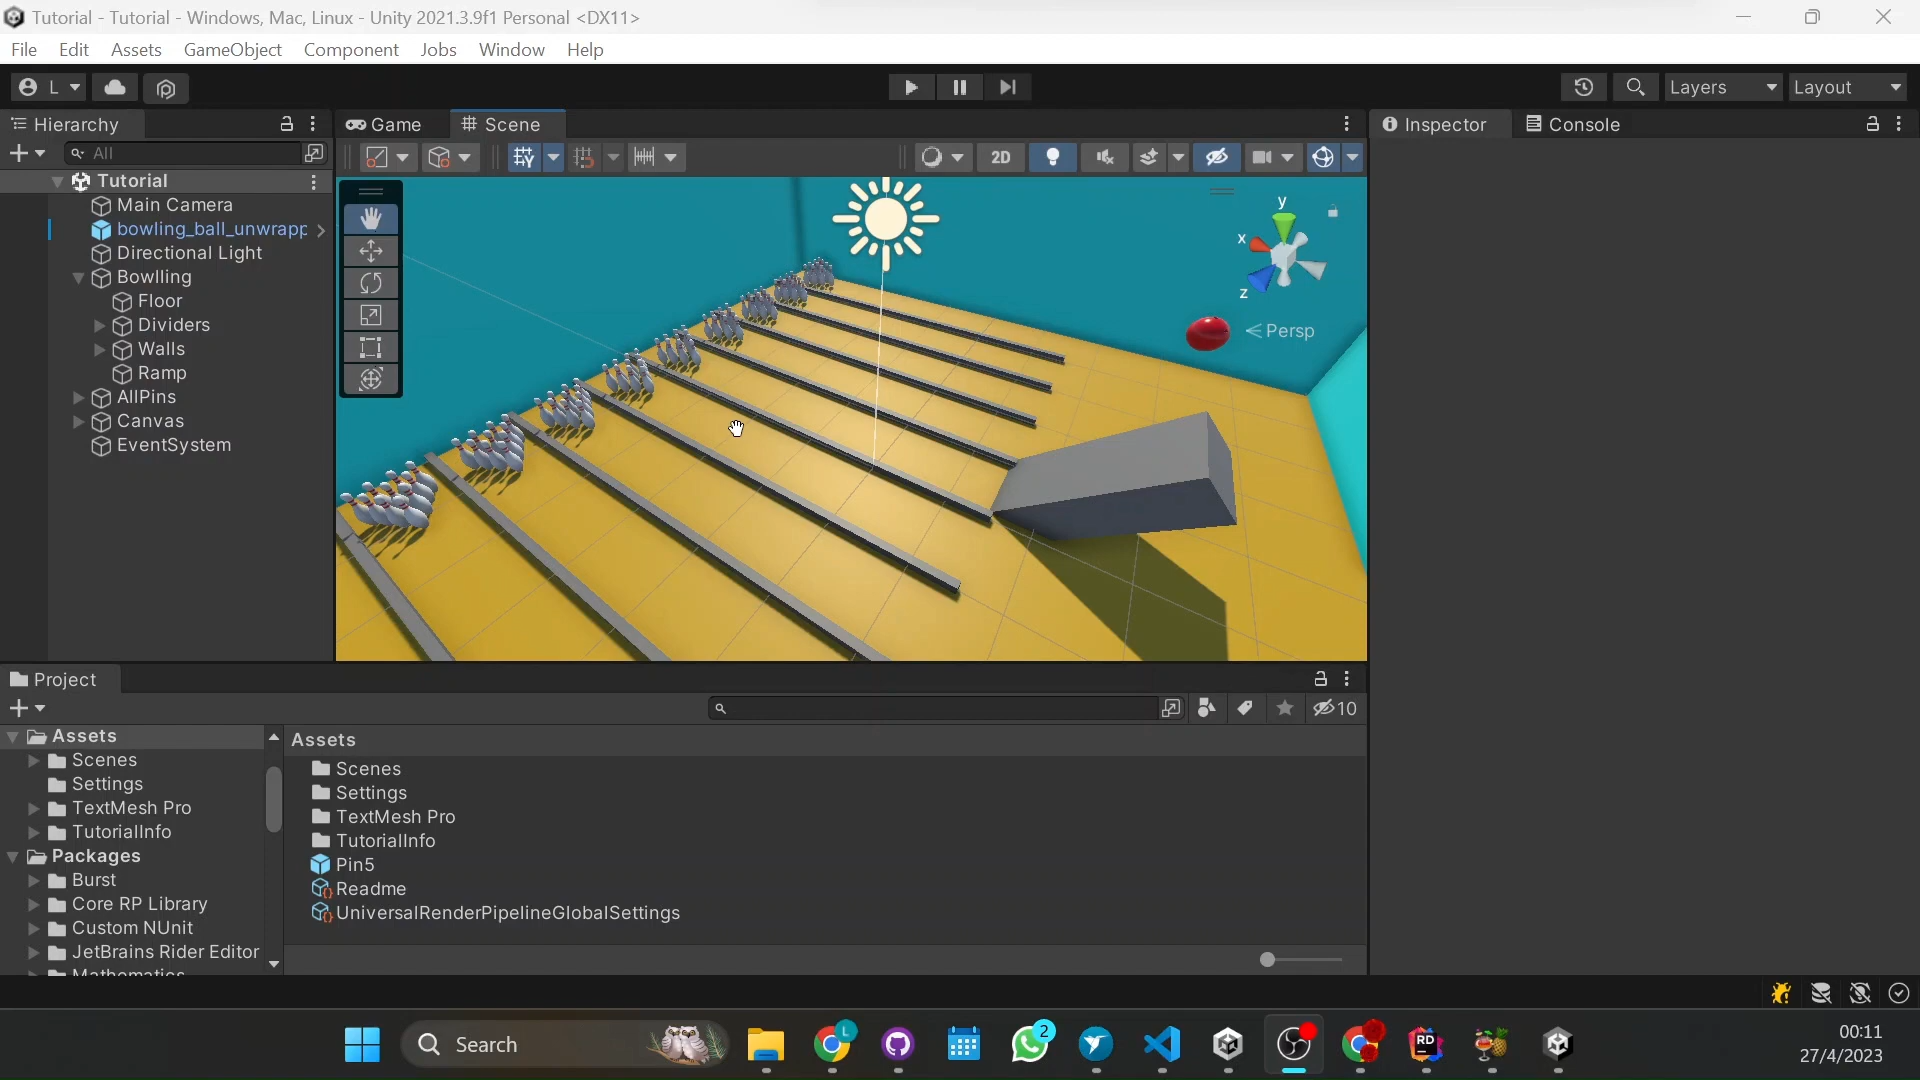 Tutorial - Tutorial - Windows, Mac, Linux - Unity 2021.3.9f1 Personal <DX11>
File Edit Assets GameObject Component Jobs Window Help
L Layers Layout
Hierarchy Game Scene Inspector Console
All 2D
Tutorial
Main Camera
bowling_ball_unwrapp
Directional Light
Bowlling
Floor
Dividers
Walls
Ramp
AllPins
Canvas
EventSystem
y
x
z
Persp
Project
10
Assets
Scenes
Settings
TextMesh Pro
TutorialInfo
Packages
Burst
Core RP Library
Custom NUnit
JetBrains Rider Editor
Mathematics
Assets
Scenes
Settings
TextMesh Pro
TutorialInfo
Pin5
Readme
UniversalRenderPipelineGlobalSettings
Search
L
2
RD
00:11
27/4/2023